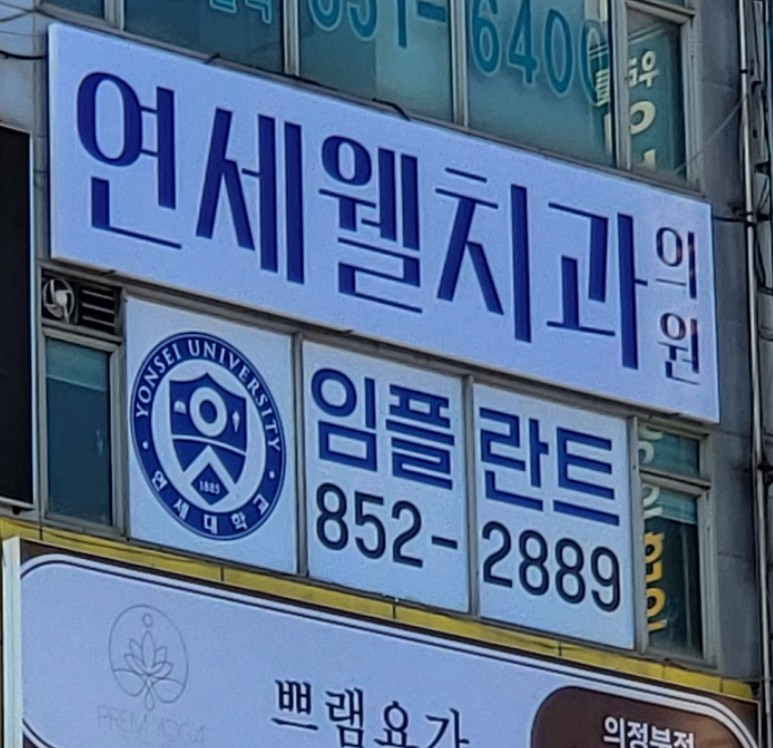 851-6400
연세웰치과의원
YONSEI UNIVERSITY
1885
연세대학교
임플란트
852-2889
쁘램요가
PREM YOGA
의정부점